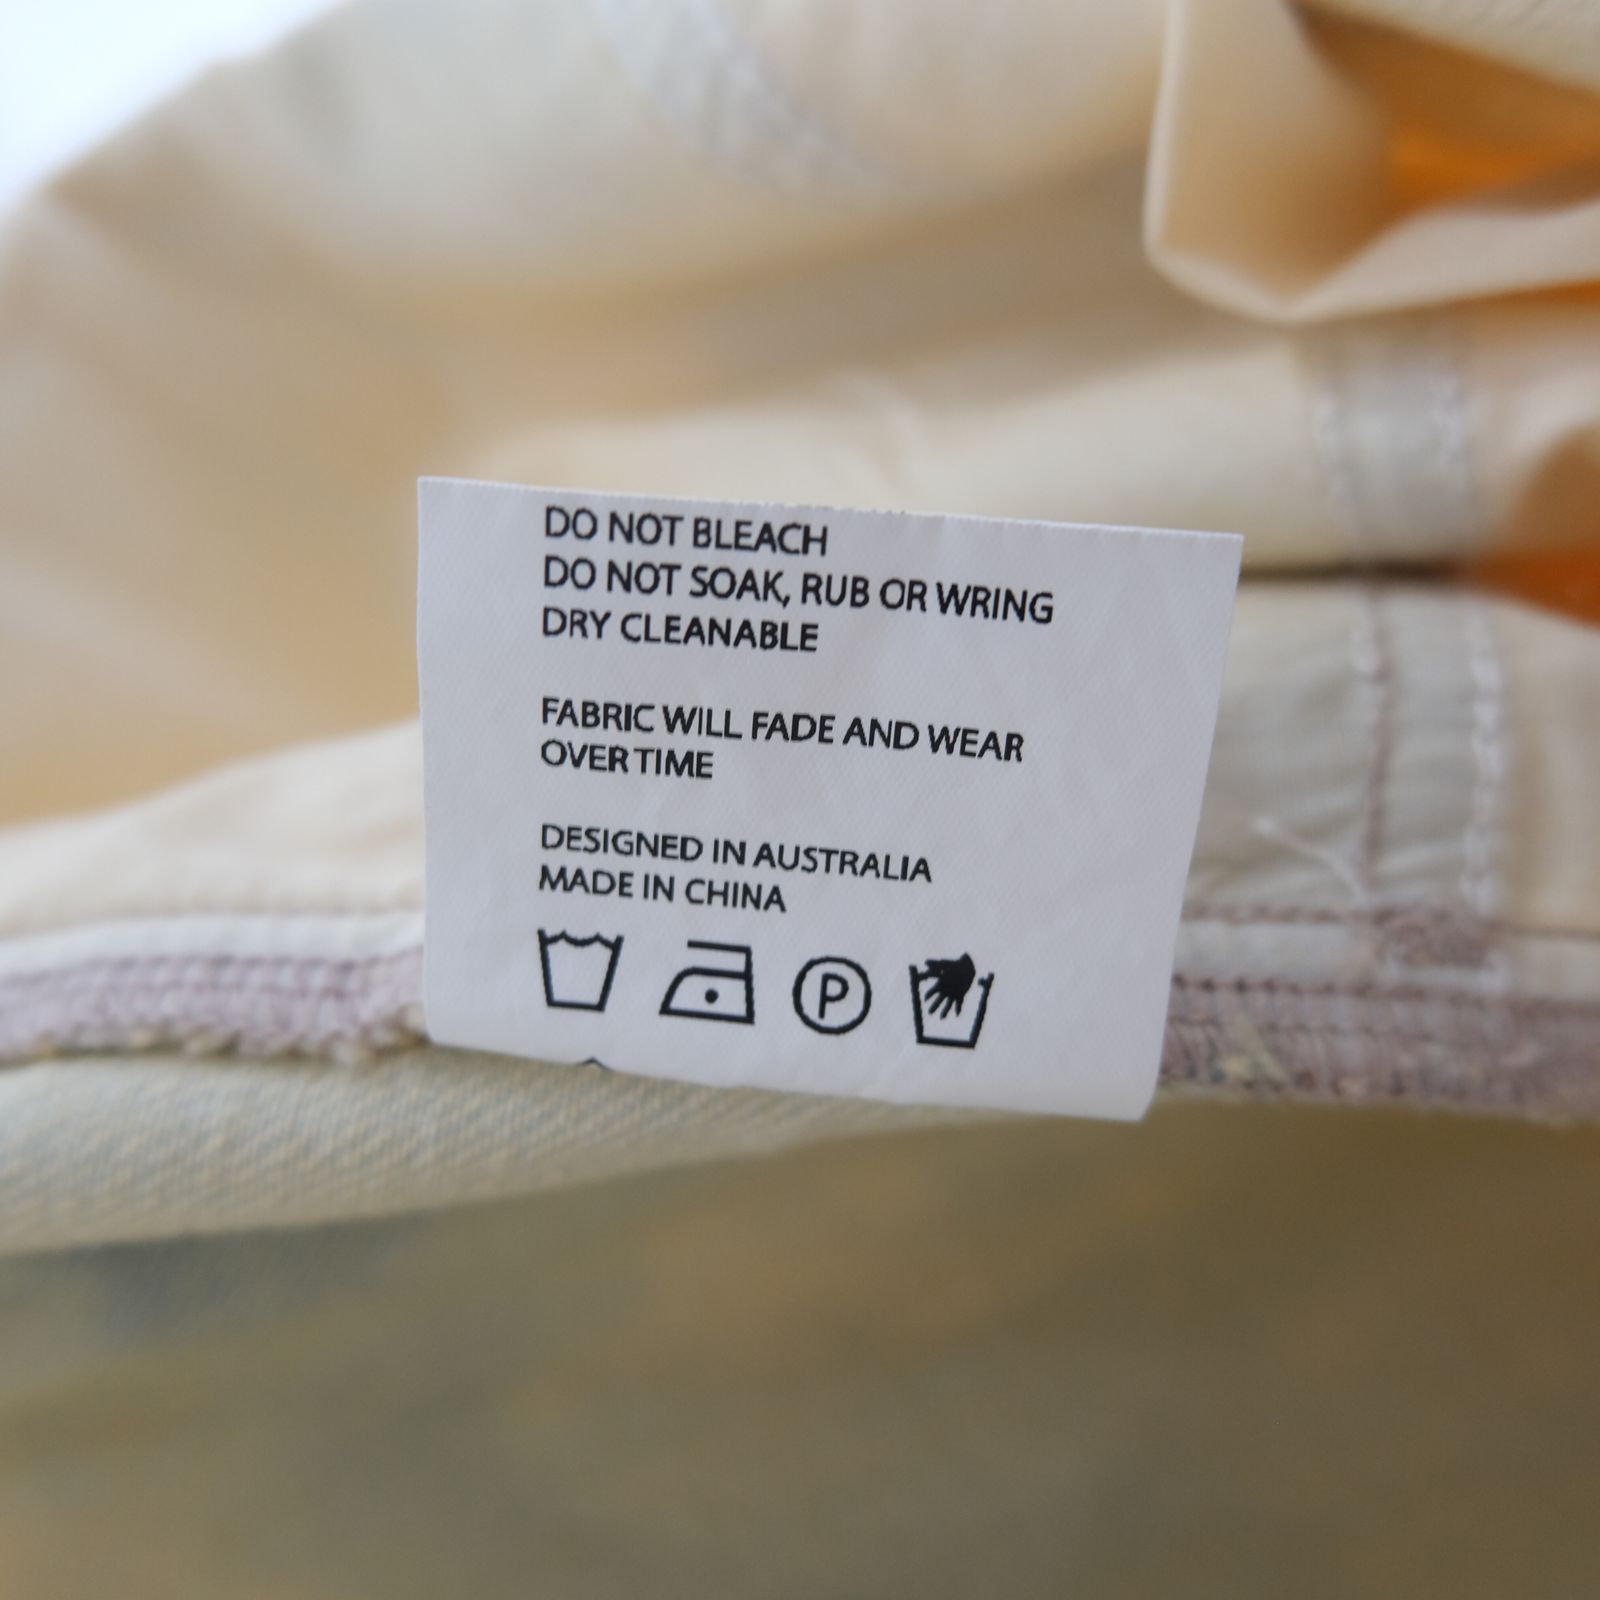 DO NOT BLEACH
DO NOT SOAK, RUB OR WRING
DRY CLEANABLE
FABRIC WILL FADE AND WEAR
OVER TIME
DESIGNED IN AUSTRALIA
MADE IN CHINA
P